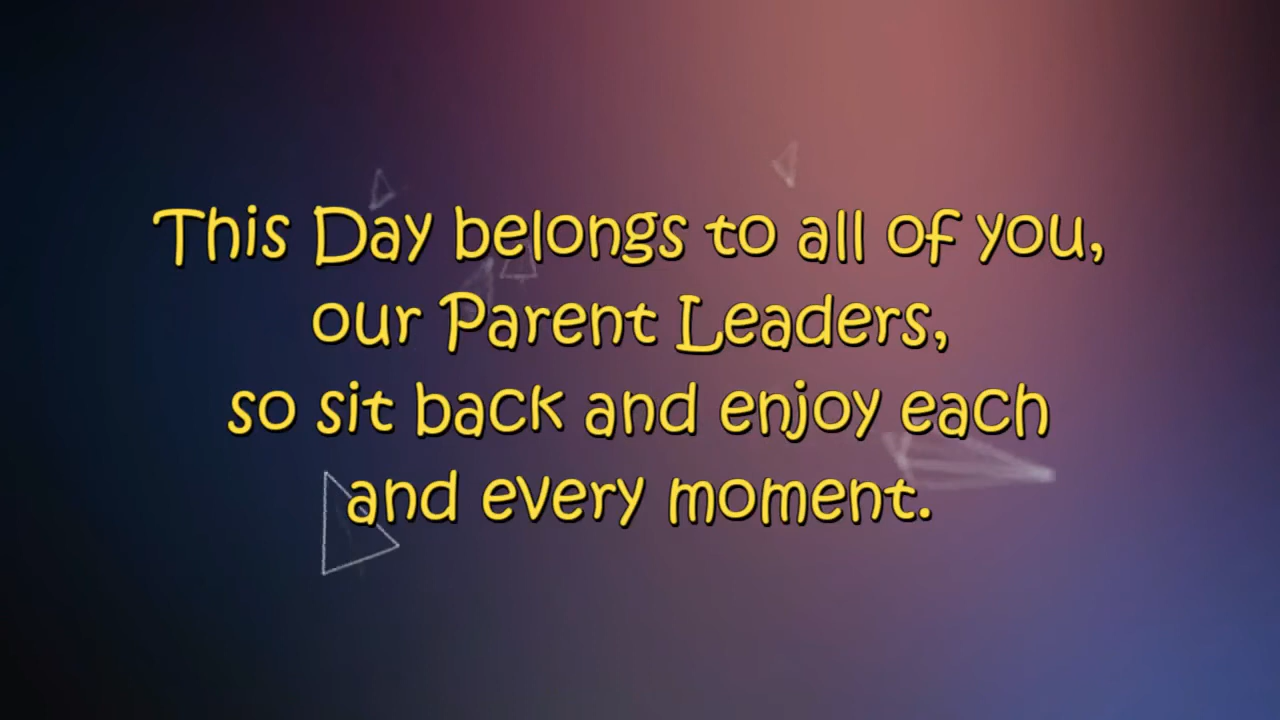 This Day belongs to all of you,
our Parent Leaders,
so sit back and enjoy each
and every moment.